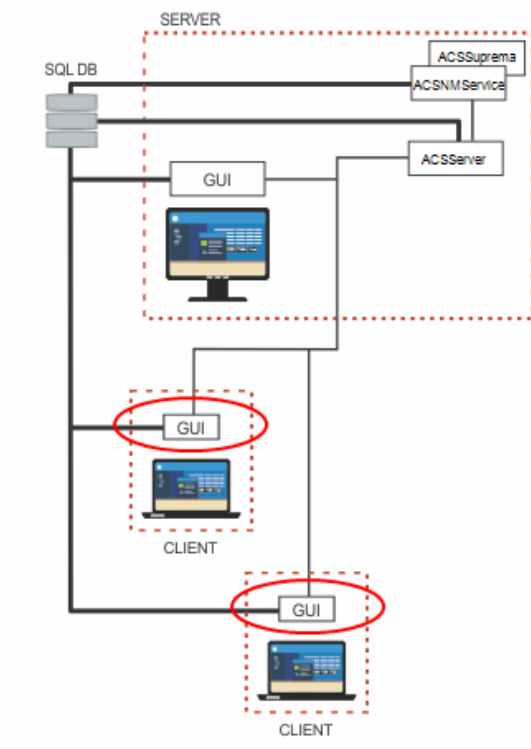 SERVER
ACSSuprema
SQL DB
ACSNMService
ACSServer
GUI
GUI
CLIENT
GUI
CLIENT